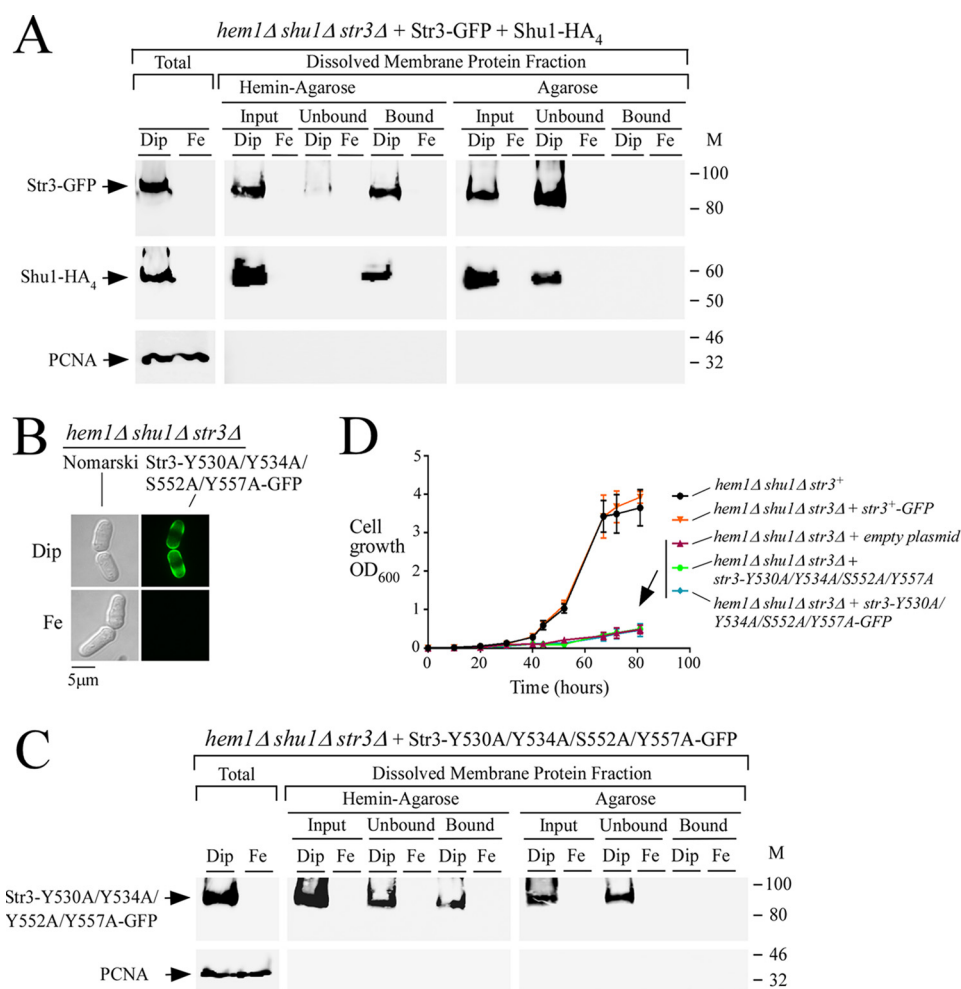 A
hem1Δ shu1Δ str3Δ + Str3-GFP + Shu1-HA4
Total
Dissolved Membrane Protein Fraction
Hemin-Agarose
Agarose
Input Unbound Bound Input Unbound Bound
Dip Fe Dip Fe Dip Fe Dip Fe Dip Fe Dip Fe Dip Fe M
Str3-GFP
100
80
Shu1-HA4
60
50
PCNA
46
32
B
hem1Δ shu1Δ str3Δ
Nomarski Str3-Y530A/Y534A/
S552A/Y557A-GFP
Dip
Fe
5µm
D
Cell
growth
OD600
5
4
3
2
1
0
0 20 40 60 80 100
Time (hours)
hem1Δ shu1Δ str3+
hem1Δ shu1Δ str3Δ + str3+-GFP
hem1Δ shu1Δ str3Δ + empty plasmid
hem1Δ shu1Δ str3Δ +
str3-Y530A/Y534A/S552A/Y557A
hem1Δ shu1Δ str3Δ + str3-Y530A/
Y534A/S552A/Y557A-GFP
C
hem1Δ shu1Δ str3Δ + Str3-Y530A/Y534A/S552A/Y557A-GFP
Total
Dissolved Membrane Protein Fraction
Hemin-Agarose
Agarose
Input Unbound Bound Input Unbound Bound
Dip Fe Dip Fe Dip Fe Dip Fe Dip Fe Dip Fe Dip Fe M
Str3-Y530A/Y534A/
Y552A/Y557A-GFP
100
80
PCNA
46
32